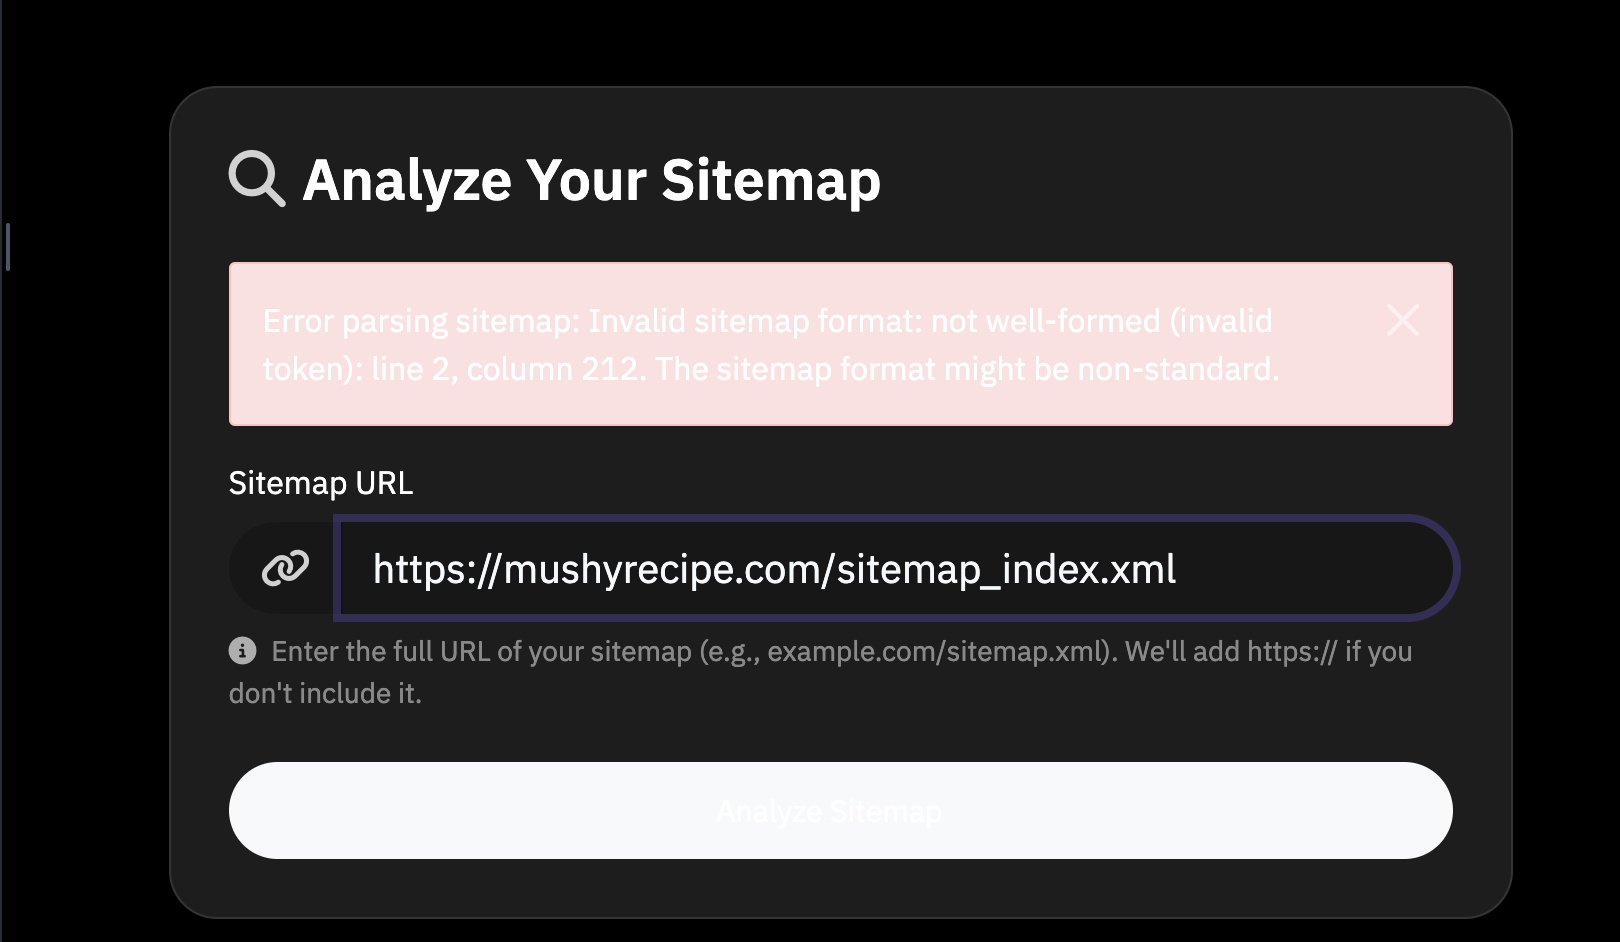 Analyze Your Sitemap
Error parsing sitemap: Invalid sitemap format: not well-formed (invalid
token): line 2, column 212. The sitemap format might be non-standard.
Sitemap URL
https://mushyrecipe.com/sitemap_index.xml
Enter the full URL of your sitemap (e.g., example.com/sitemap.xml). We'll add https:// if you
don't include it.
Analyze Sitemap